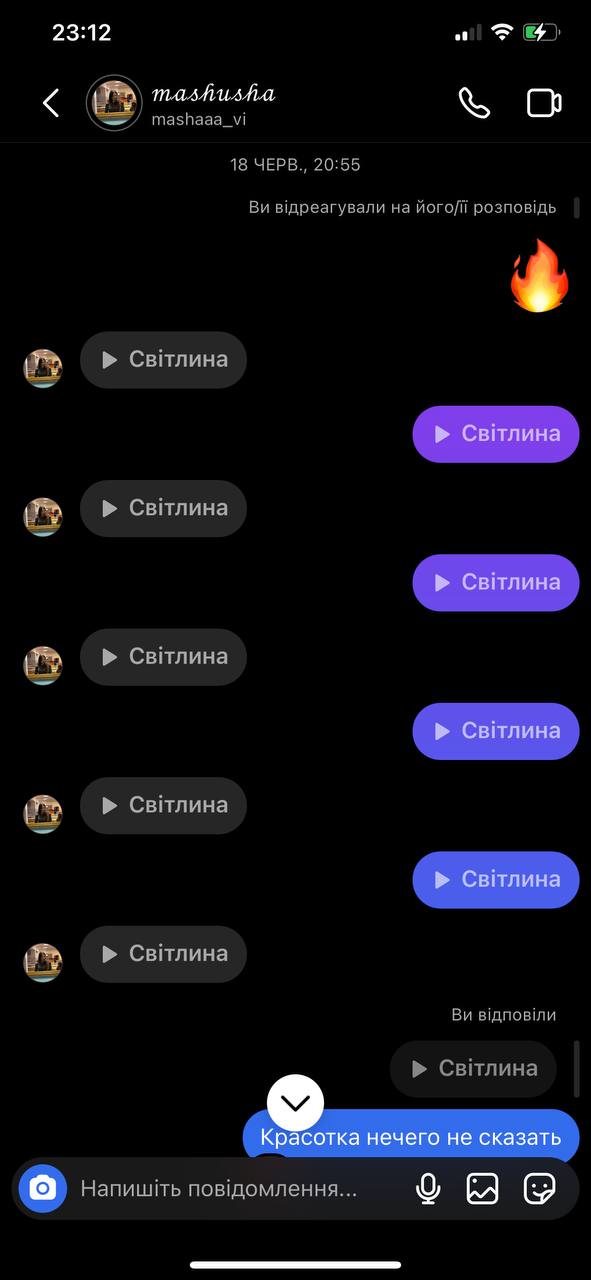 23:12
mashusha
mashaaa_vi
18 ЧЕРВ., 20:55
Ви відреагували на його/її розповідь
Світлина
Світлина
Світлина
Світлина
Світлина
Світлина
Світлина
Світлина
Світлина
Ви відповіли
Світлина
Красотка нечего не сказать
Напишіть повідомлення...